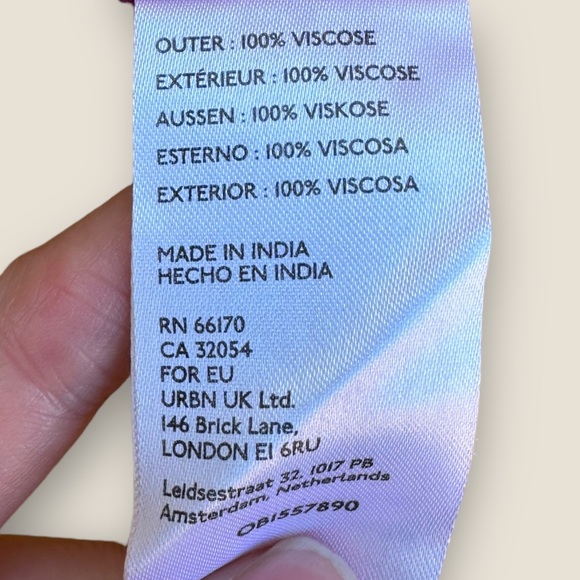 OUTER : 100% VISCOSE
EXTÉRIEUR : 100% VISCOSE
AUSSEN : 100% VISKOSE
ESTERNO : 100% VISCOSA
EXTERIOR : 100% VISCOSA
MADE IN INDIA
HECHO EN INDIA
RN 66170
CA 32054
FOR EU
URBN UK Ltd.
146 Brick Lane,
LONDON E1 6RU
Leidsestraat 32, 1017 PB
Amsterdam, Netherlands
OB1557890